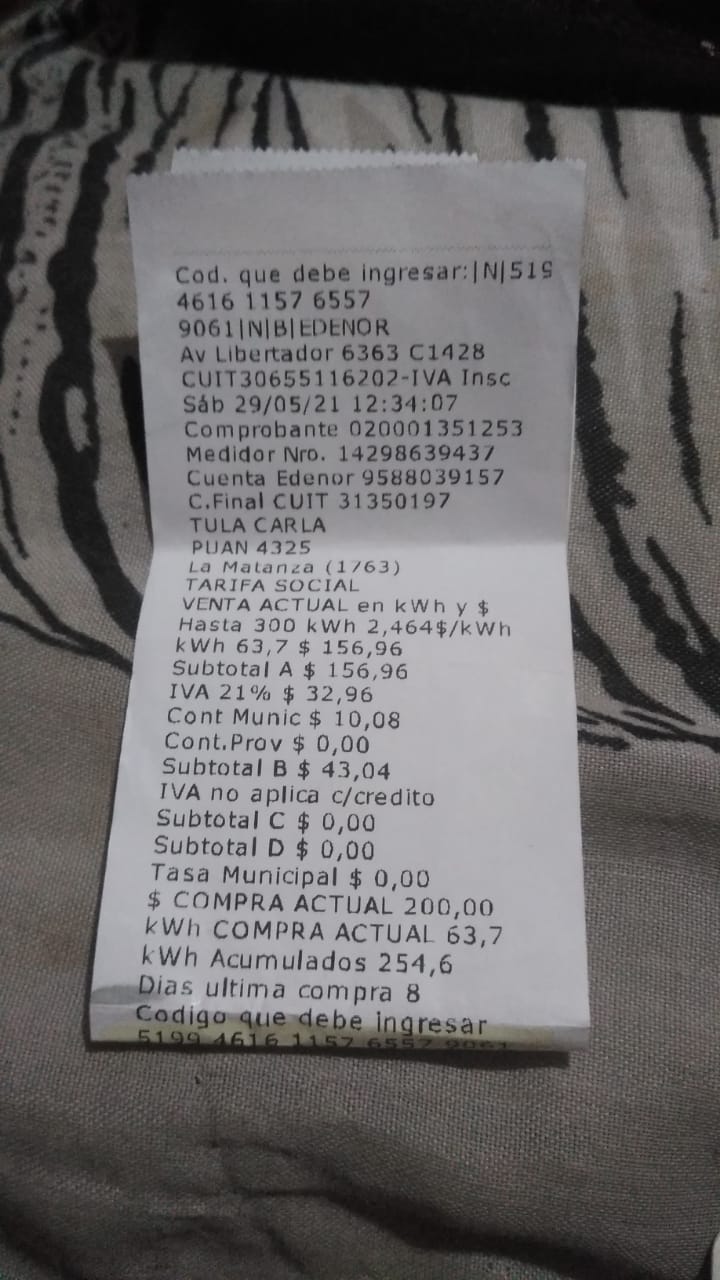 Cod. que debe ingresar:|N|519
4616 1157 6557
9061|N|B|EDENOR
Av Libertador 6363 C1428
CUIT30655116202-IVA Insc
Sáb 29/05/21 12:34:07
Comprobante 020001351253
Medidor Nro. 14298639437
Cuenta Edenor 9588039157
C.Final CUIT 31350197
TULA CARLA
PUAN 4325
La Matanza (1763)
TARIFA SOCIAL
VENTA ACTUAL en kWh y $
Hasta 300 kWh 2,464$/kWh
kWh 63,7 $ 156,96
Subtotal A $ 156,96
IVA 21% $ 32,96
Cont Munic $ 10,08
Cont.Prov $ 0,00
Subtotal B $ 43,04
IVA no aplica c/credito
Subtotal C $ 0,00
Subtotal D $ 0,00
Tasa Municipal $ 0,00
$ COMPRA ACTUAL 200,00
kWh COMPRA ACTUAL 63,7
kWh Acumulados 254,6
Dias ultima compra 8
Codigo que debe ingresar
5199 4616 1157 6557 9061